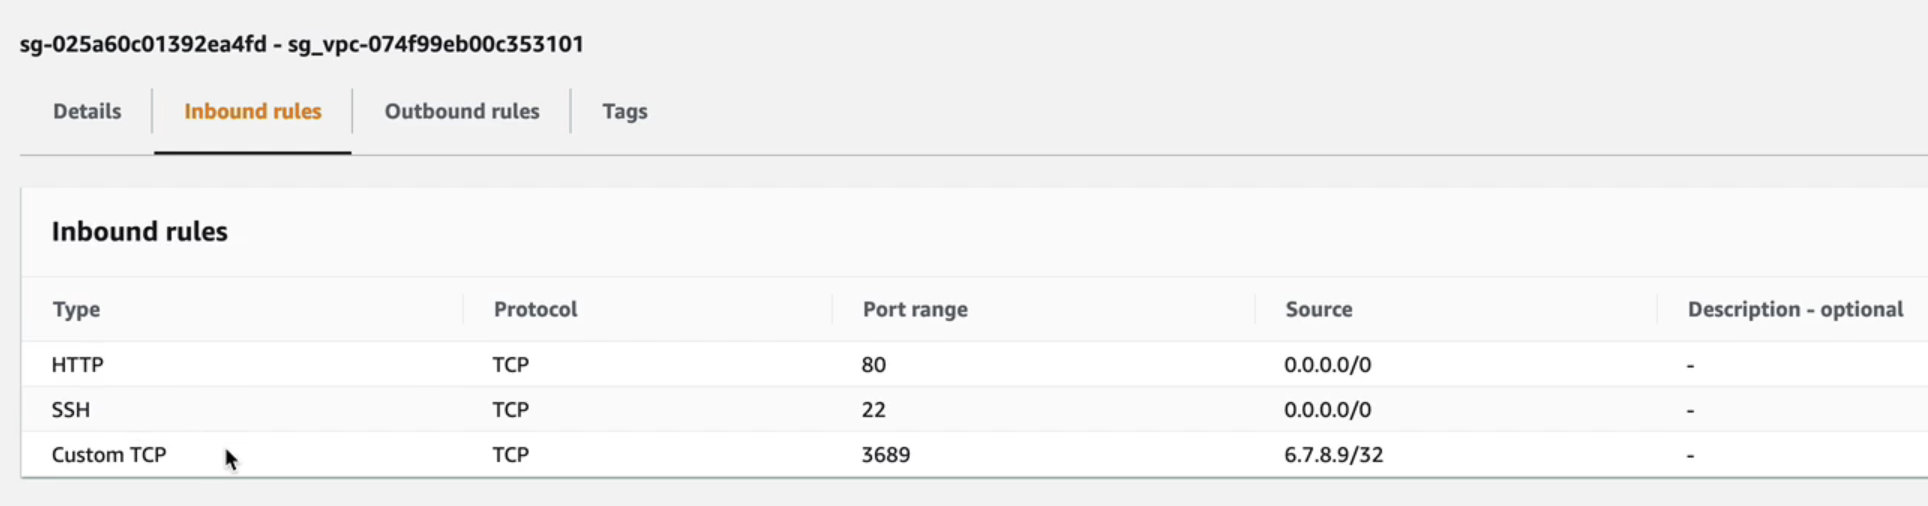 sg-025a60c01392ea4fd - sg_vpc-074f99eb00c353101
Details Inbound rules Outbound rules Tags
Inbound rules
Type Protocol Port range Source Description - optional
HTTP TCP 80 0.0.0.0/0 -
SSH TCP 22 0.0.0.0/0 -
Custom TCP TCP 3689 6.7.8.9/32 -